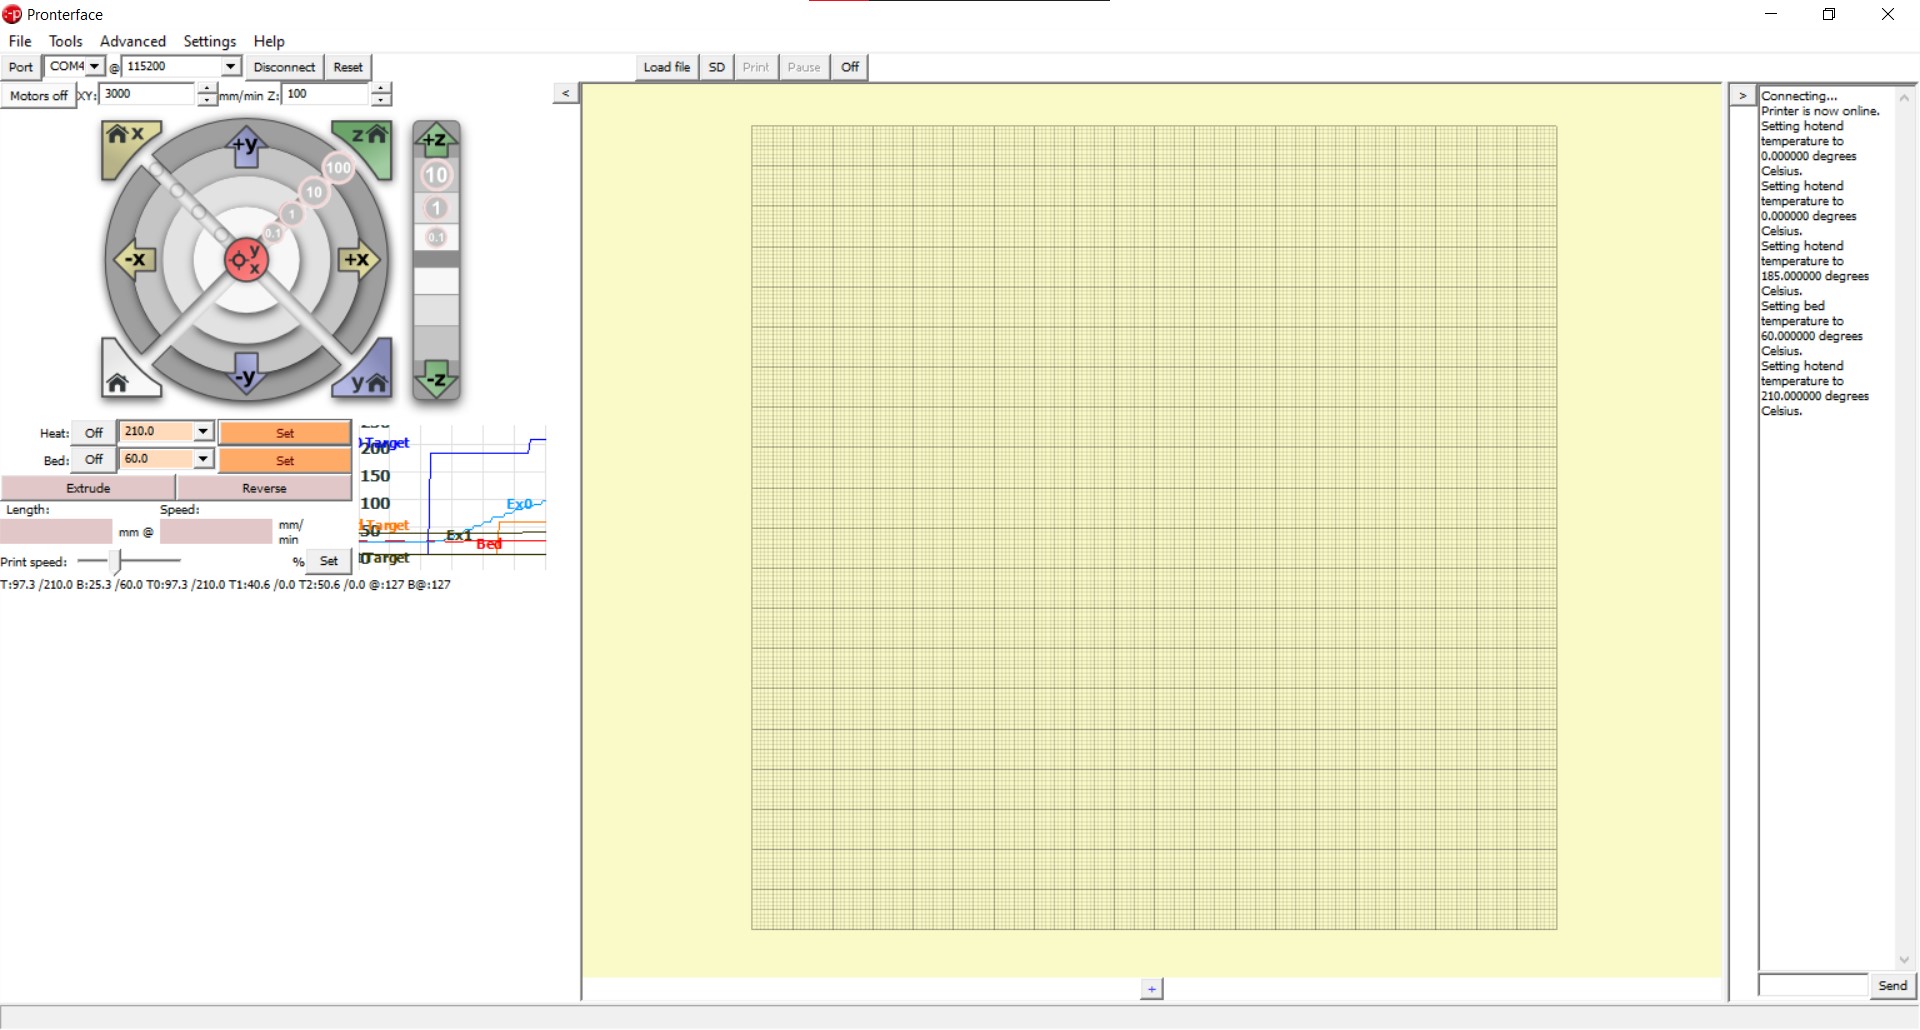 Pronterface
File Tools Advanced Settings Help
Port COM4 @ 115200 Disconnect Reset Load file SD Print Pause Off
Motors off XY: 3000 mm/min Z: 100 < >
x +y z +z
100 10 1 0.1
10 1 0.1
-x y x +x
-y y -z
Heat: Off 210.0 Set
Bed: Off 60.0 Set
Extrude Reverse
Length: Speed:
mm @ mm/
min
Print speed: % Set
250
Target
200
150
100 Ex0
Target
50 Ex1
Bed
0 Target
T:97.3 /210.0 B:25.3 /60.0 T0:97.3 /210.0 T1:40.6 /0.0 T2:50.6 /0.0 @:127 B@:127
+
Connecting...
Printer is now online.
Setting hotend
temperature to
0.000000 degrees
Celsius.
Setting hotend
temperature to
0.000000 degrees
Celsius.
Setting hotend
temperature to
185.000000 degrees
Celsius.
Setting bed
temperature to
60.000000 degrees
Celsius.
Setting hotend
temperature to
210.000000 degrees
Celsius.
Send